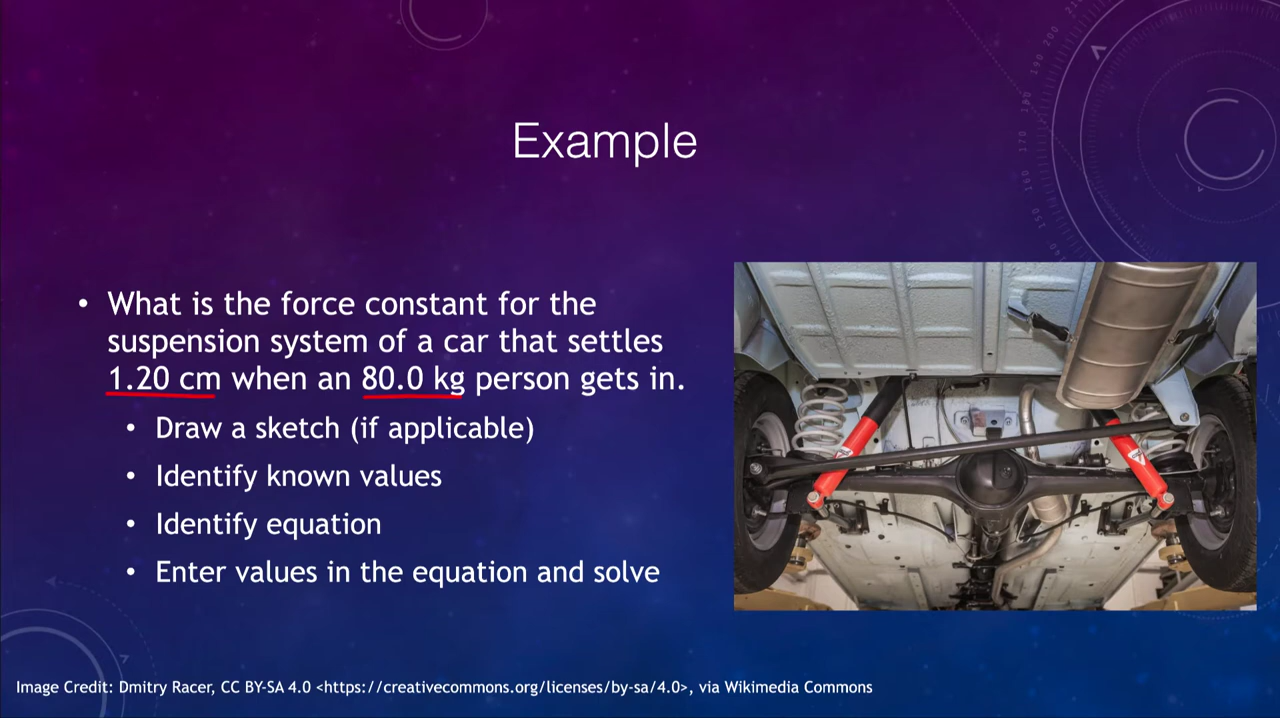 Example
• What is the force constant for the
suspension system of a car that settles
1.20 cm when an 80.0 kg person gets in.
• Draw a sketch (if applicable)
• Identify known values
• Identify equation
• Enter values in the equation and solve
Image Credit: Dmitry Racer, CC BY-SA 4.0 <https://creativecommons.org/licenses/by-sa/4.0>, via Wikimedia Commons